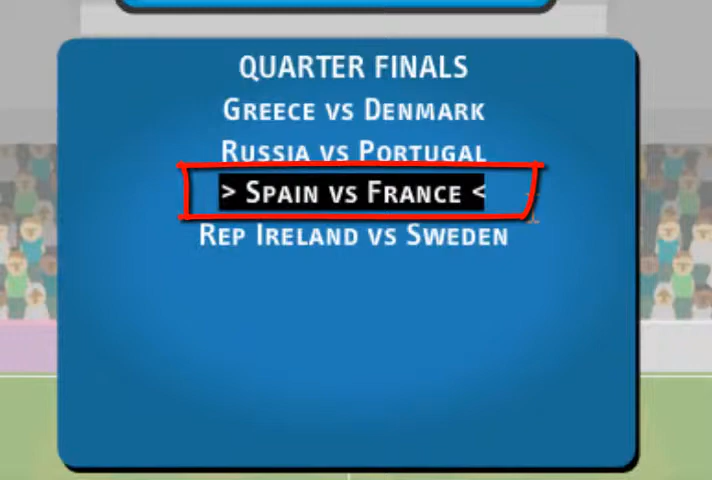 QUARTER FINALS
GREECE VS DENMARK
RUSSIA VS PORTUGAL
> SPAIN VS FRANCE <
REP IRELAND VS SWEDEN